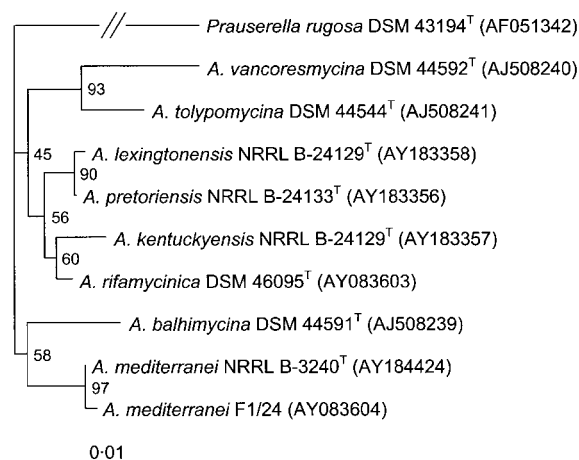 Prauserella rugosa DSM 43194T (AF051342)
A. vancoresmycina DSM 44592T (AJ508240)
93
A. tolypomycina DSM 44544T (AJ508241)
45
A. lexingtonensis NRRL B-24129T (AY183358)
90
A. pretoriensis NRRL B-24133T (AY183356)
56
A. kentuckyensis NRRL B-24129T (AY183357)
60
A. rifamycinica DSM 46095T (AY083603)
A. balhimycina DSM 44591T (AJ508239)
58
A. mediterranei NRRL B-3240T (AY184424)
97
A. mediterranei F1/24 (AY083604)
0·01